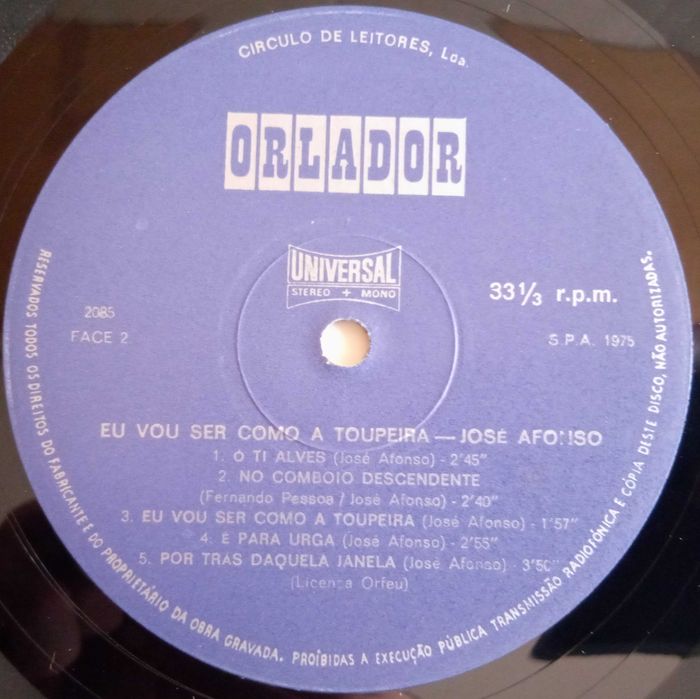 CIRCULO DE LEITORES, Lda.
ORLADOR
UNIVERSAL
STEREO + MONO
33 1/3 r.p.m.
2085
FACE 2
S.P.A. 1975
EU VOU SER COMO A TOUPEIRA — JOSÉ AFONSO
1. Ó TI ALVES (José Afonso) - 2'45"
2. NO COMBOIO DESCENDENTE
(Fernando Pessoa / José Afonso) - 2'40"
3. EU VOU SER COMO A TOUPEIRA (José Afonso) - 1'57"
4. É PARA URGA (José Afonso) - 2'55"
5. POR TRÁS DAQUELA JANELA (José Afonso) - 3'50"
(Licença Orfeu)
RESERVADOS TODOS OS DIREITOS DO FABRICANTE E DO PROPRIETÁRIO DA OBRA GRAVADA. PROÍBIDAS A EXECUÇÃO PÚBLICA TRANSMISSÃO RADIOFÓNICA E CÓPIA DESTE DISCO, NÃO AUTORIZADAS.